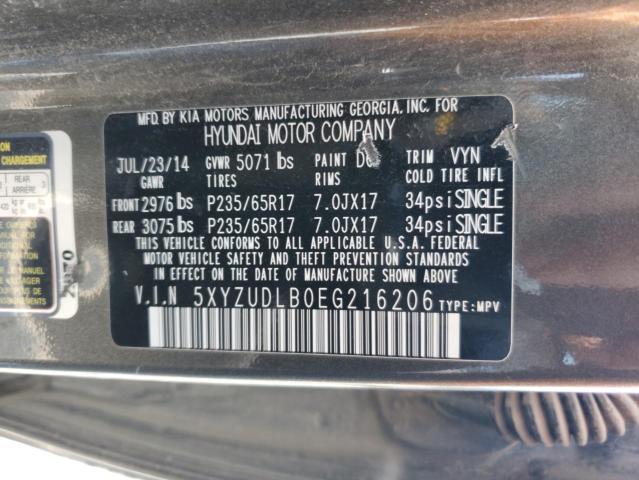 MFD. BY KIA MOTORS MANUFACTURING GEORGIA, INC. FOR
HYUNDAI MOTOR COMPANY
JUL/23/14 GVWR 5071 lbs PAINT TRIM VYN
GAWR TIRES RIMS COLD TIRE INFL
FRONT 2976 lbs P235/65R17 7.0JX17 34psi SINGLE
REAR 3075 lbs P235/65R17 7.0JX17 34psi SINGLE
THIS VEHICLE CONFORMS TO ALL APPLICABLE U.S.A. FEDERAL
MOTOR VEHICLE SAFETY AND THEFT PREVENTION STANDARDS
IN EFFECT ON THE DATE OF MANUFACTURE SHOWN ABOVE.
V.I.N 5XYZUDLB0EG216206 TYPE: MPV
CHARGEMENT
REAR
ARRIÈRE 3